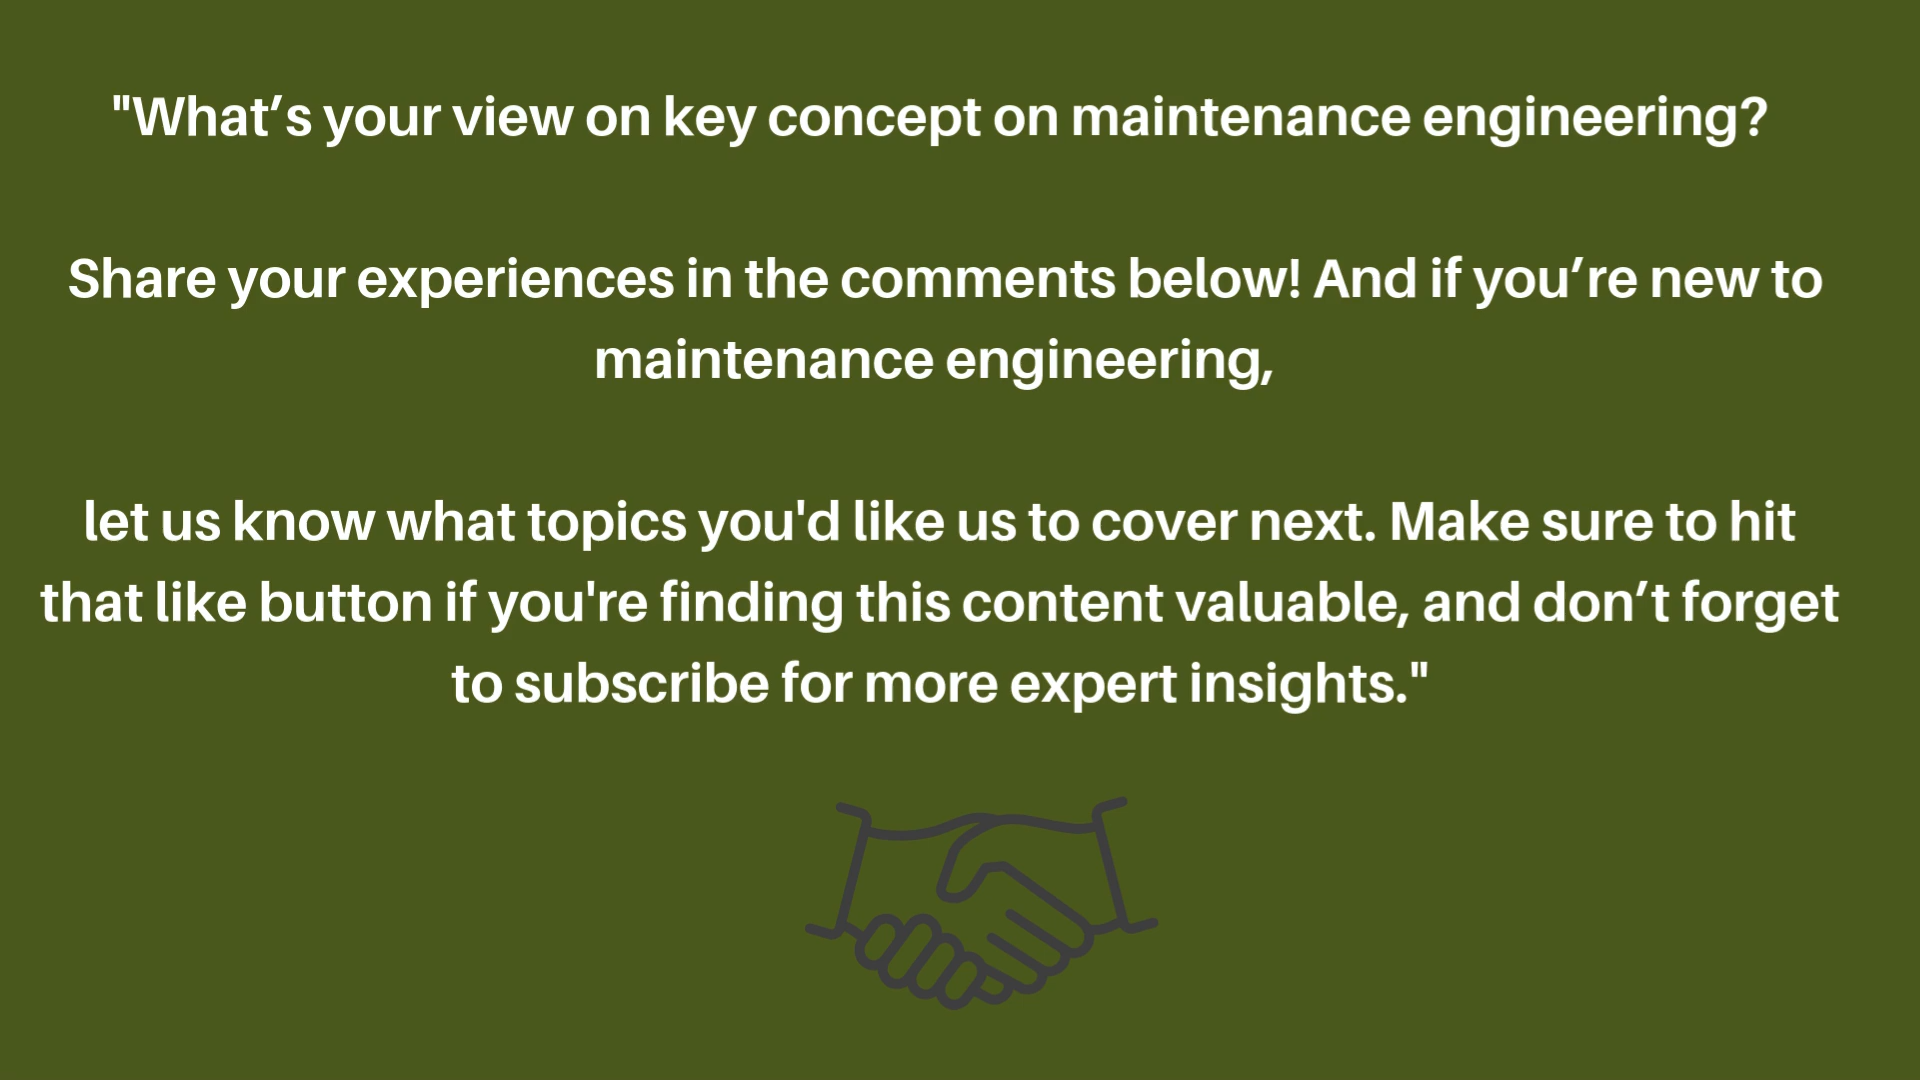 "What’s your view on key concept on maintenance engineering?
Share your experiences in the comments below! And if you’re new to
maintenance engineering,
let us know what topics you'd like us to cover next. Make sure to hit
that like button if you're finding this content valuable, and don’t forget
to subscribe for more expert insights."